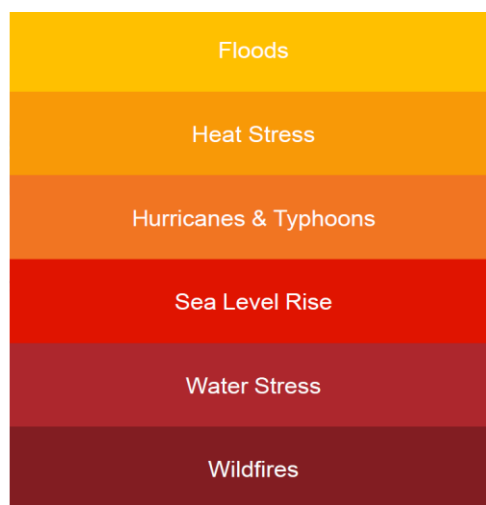 Floods
Heat Stress
Hurricanes & Typhoons
Sea Level Rise
Water Stress
Wildfires